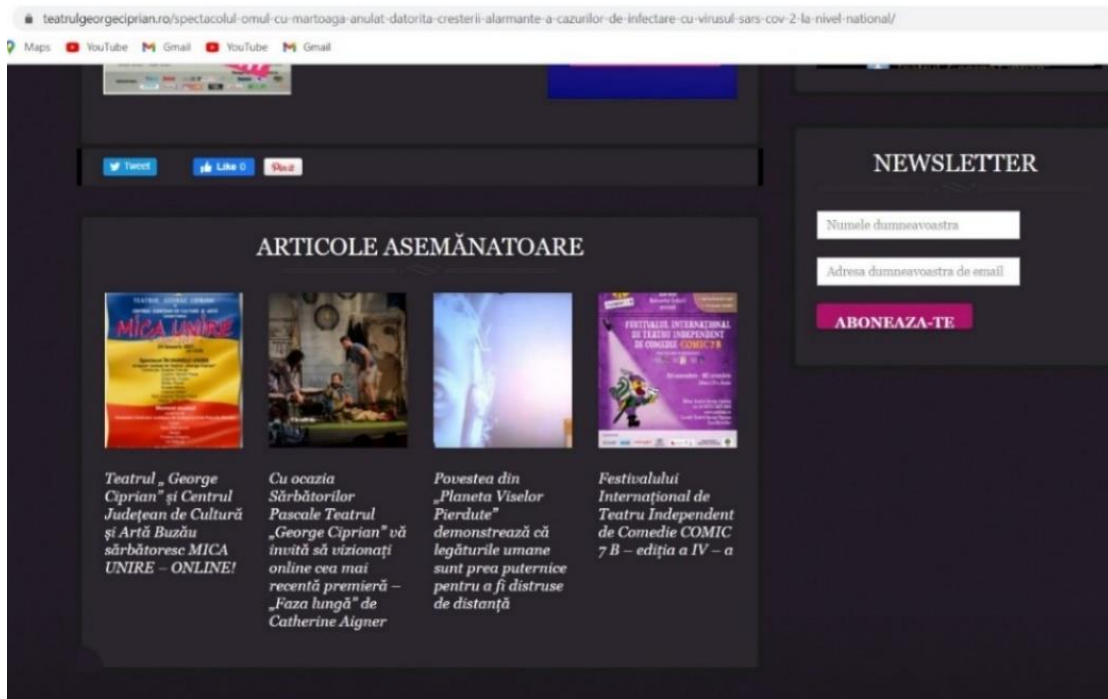 teatrulgeorgeciprian.ro/spectacolul-omul-cu-martoaga-anulat-datorita-cresterii-alarmante-a-cazurilor-de-infectare-cu-virusul-sars-cov-2-la-nivel-national/
Maps YouTube Gmail YouTube Gmail
Tweet Like 0 Pin it
ARTICOLE ASEMĂNATOARE
TEATRUL GEORGE CIPRIAN
MICA UNIRE
FESTIVALUL INTERNAȚIONAL
DE TEATRU INDEPENDENT
DE COMEDIE COMIC 7 B
Teatrul „ George
Ciprian” și Centrul
Județean de Cultură
și Artă Buzău
sărbătoresc MICA
UNIRE – ONLINE!
Cu ocazia
Sărbătorilor
Pascale Teatrul
„George Ciprian” vă
invită să vizionați
online cea mai
recentă premieră –
„Faza lungă” de
Catherine Aigner
Povestea din
„Planeta Viselor
Pierdute”
demonstrează că
legăturile umane
sunt prea puternice
pentru a fi distruse
de distanță
Festivalului
Internațional de
Teatru Independent
de Comedie COMIC
7 B – ediția a IV – a
NEWSLETTER
Numele dumneavoastra
Adresa dumneavoastra de email
ABONEAZA-TE